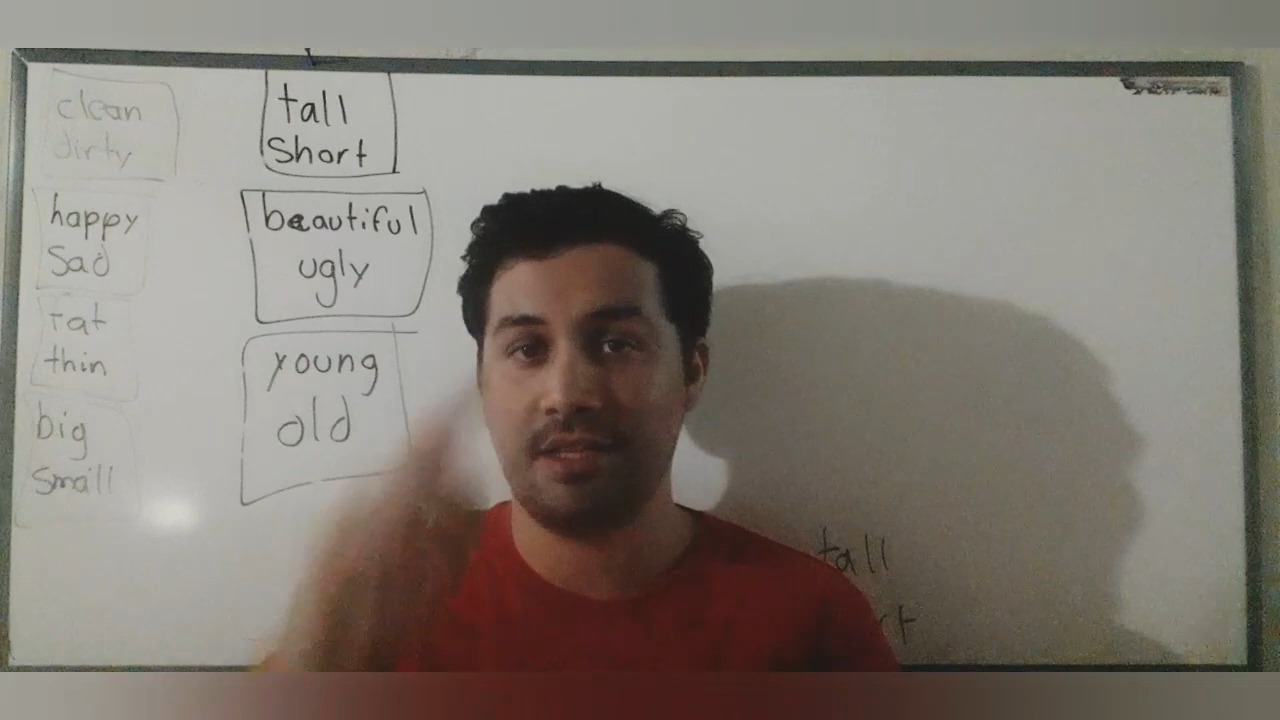 clean
dirty
happy
Sad
fat
thin
big
Small
tall
Short
beautiful
ugly
young
old
tall